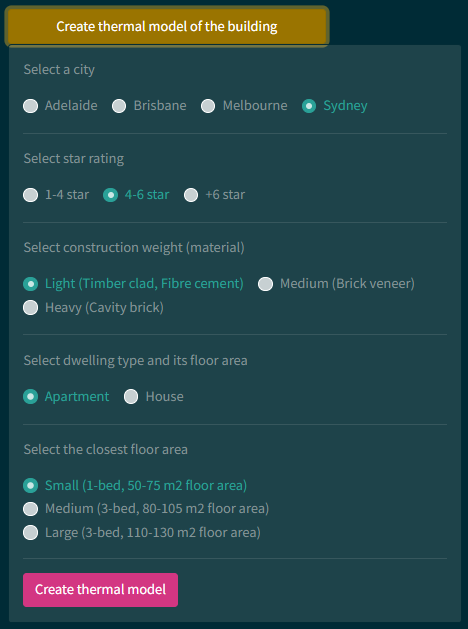 Create thermal model of the building
Select a city
Adelaide Brisbane Melbourne Sydney
Select star rating
1-4 star 4-6 star +6 star
Select construction weight (material)
Light (Timber clad, Fibre cement) Medium (Brick veneer)
Heavy (Cavity brick)
Select dwelling type and its floor area
Apartment House
Select the closest floor area
Small (1-bed, 50-75 m2 floor area)
Medium (3-bed, 80-105 m2 floor area)
Large (3-bed, 110-130 m2 floor area)
Create thermal model